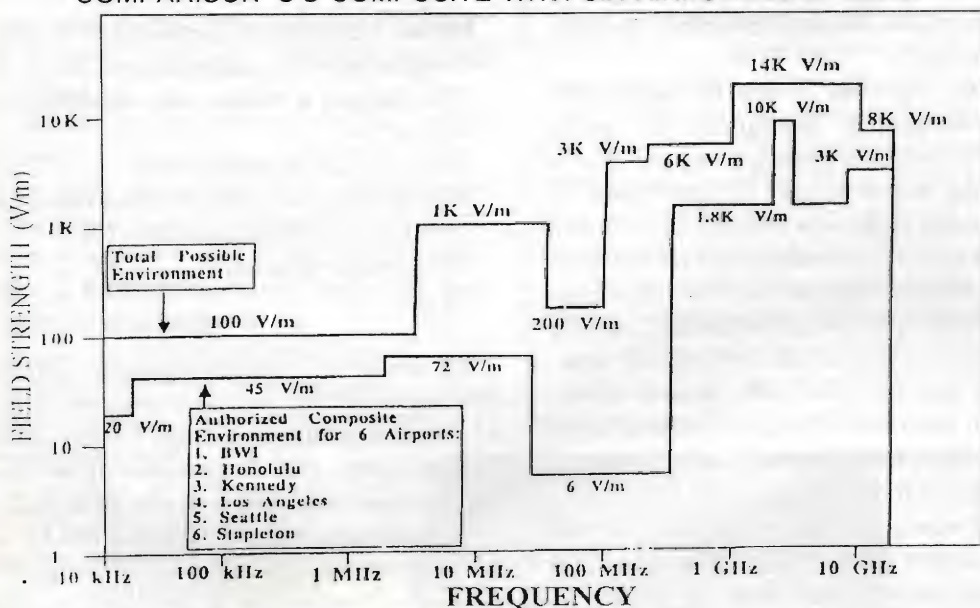 14K V/m
10K
10K V/m
8K V/m
3K V/m
6K V/m
3K V/m
1K V/m
1.8K V/m
1K
Total Possible
Environment
FIELD STRENGTH (V/m)
100 V/m
200 V/m
100
72 V/m
45 V/m
20 V/m
Authorized Composite
Environment for 6 Airports:
1. BWI
2. Honolulu
3. Kennedy
4. Los Angeles
5. Seattle
6. Stapleton
10
6 V/m
1
10 kHz
100 kHz
1 MHz
10 MHz
100 MHz
1 GHz
10 GHz
FREQUENCY